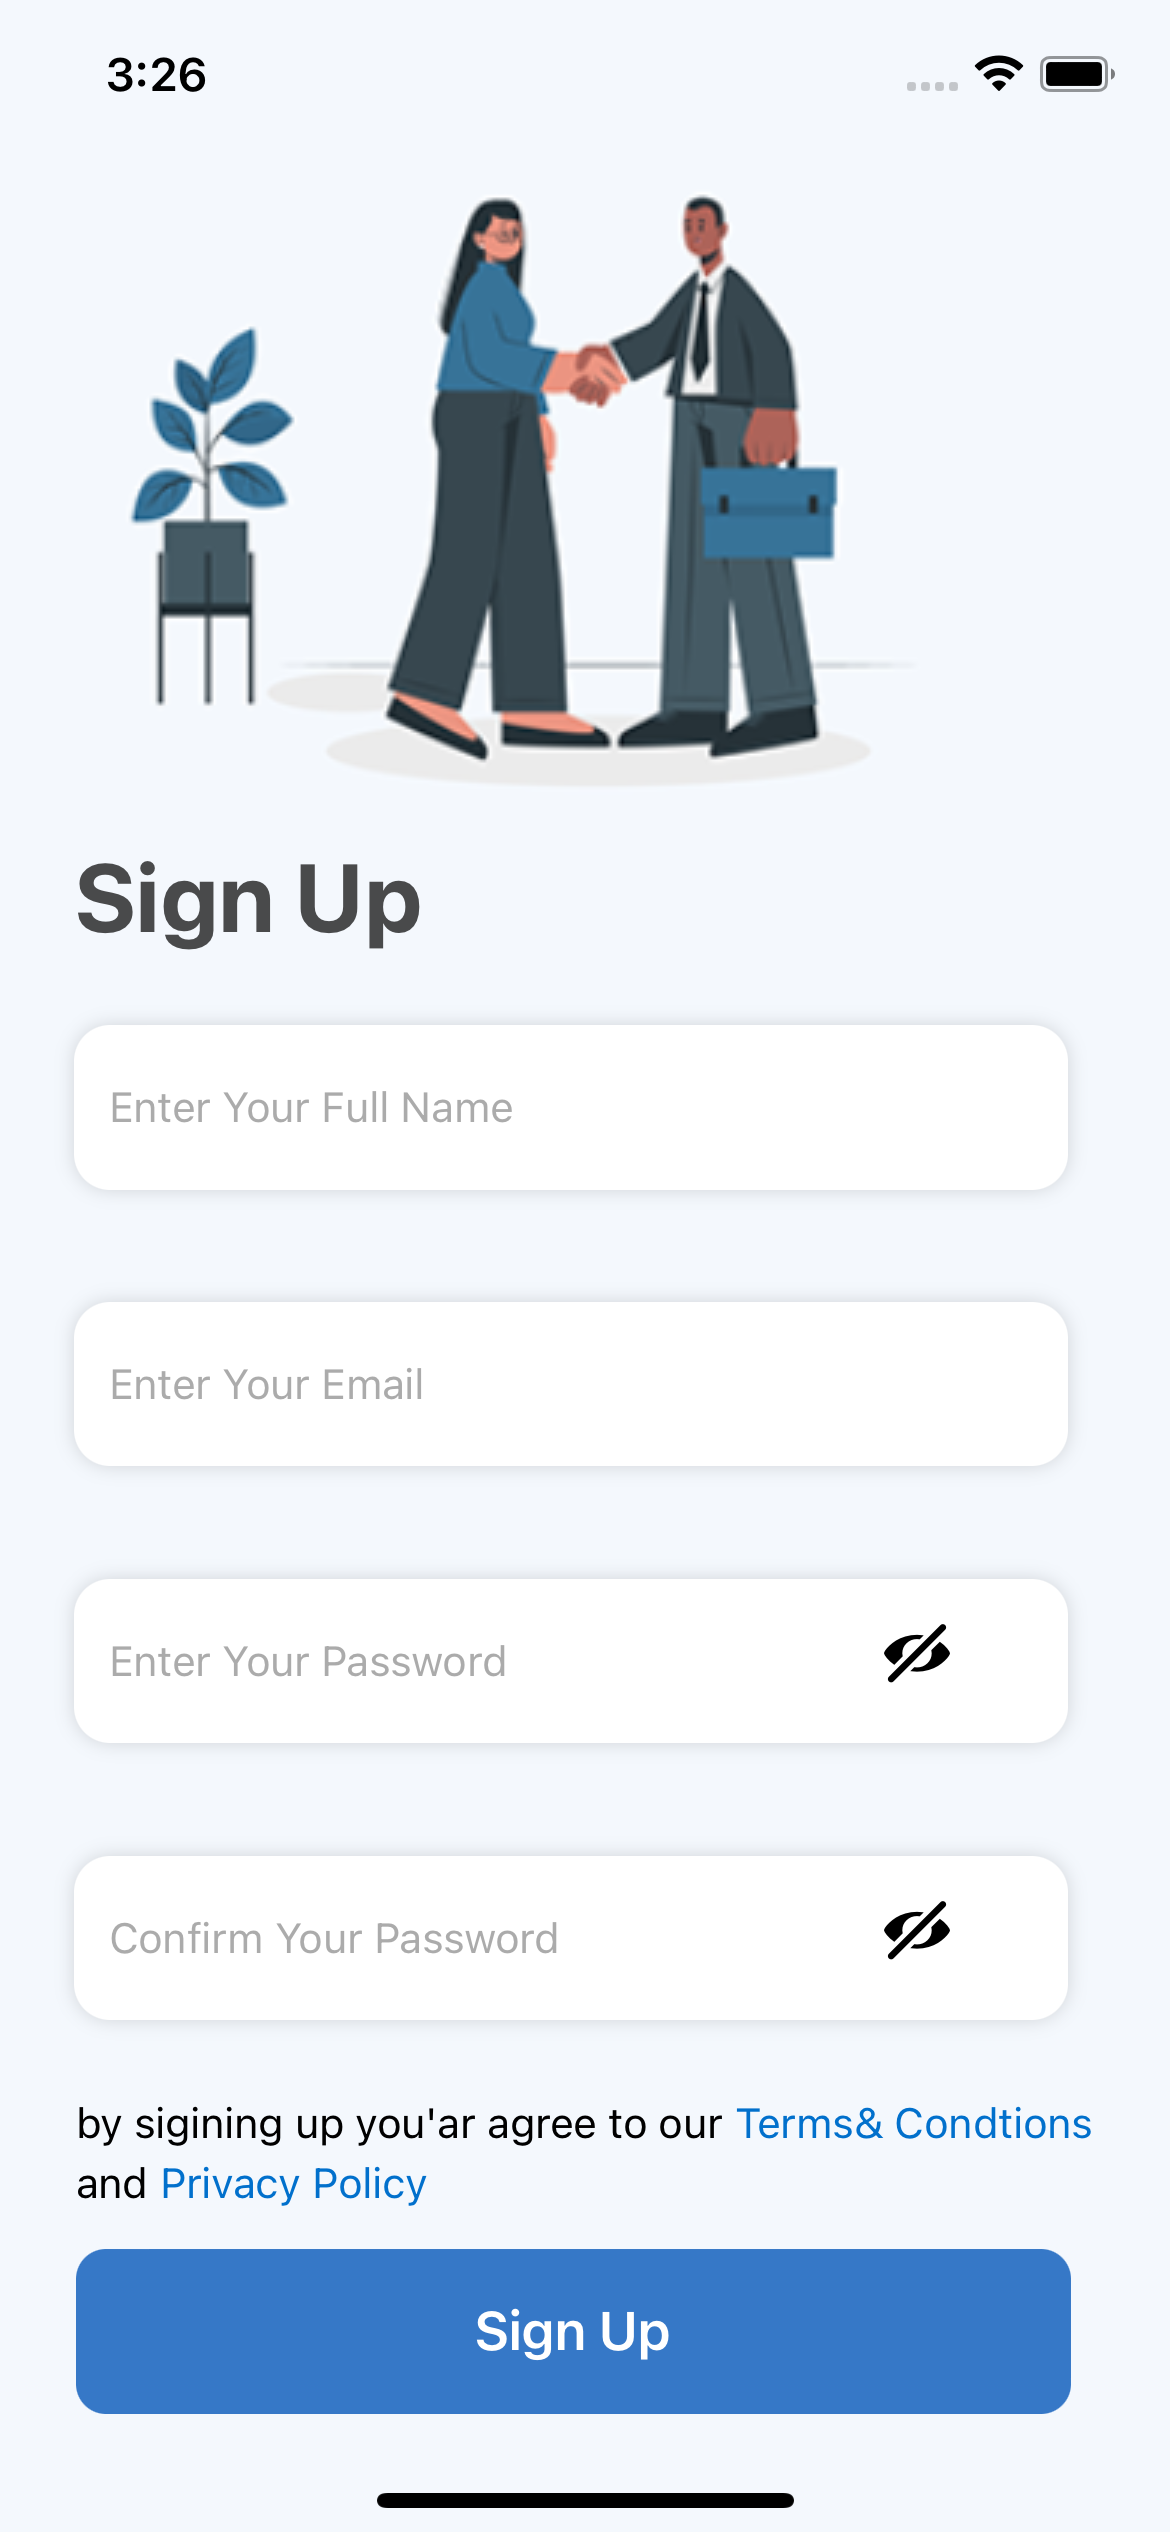 3:26
Sign Up
Enter Your Full Name
Enter Your Email
Enter Your Password
Confirm Your Password
by sigining up you'ar agree to our Terms& Condtions
and Privacy Policy
Sign Up